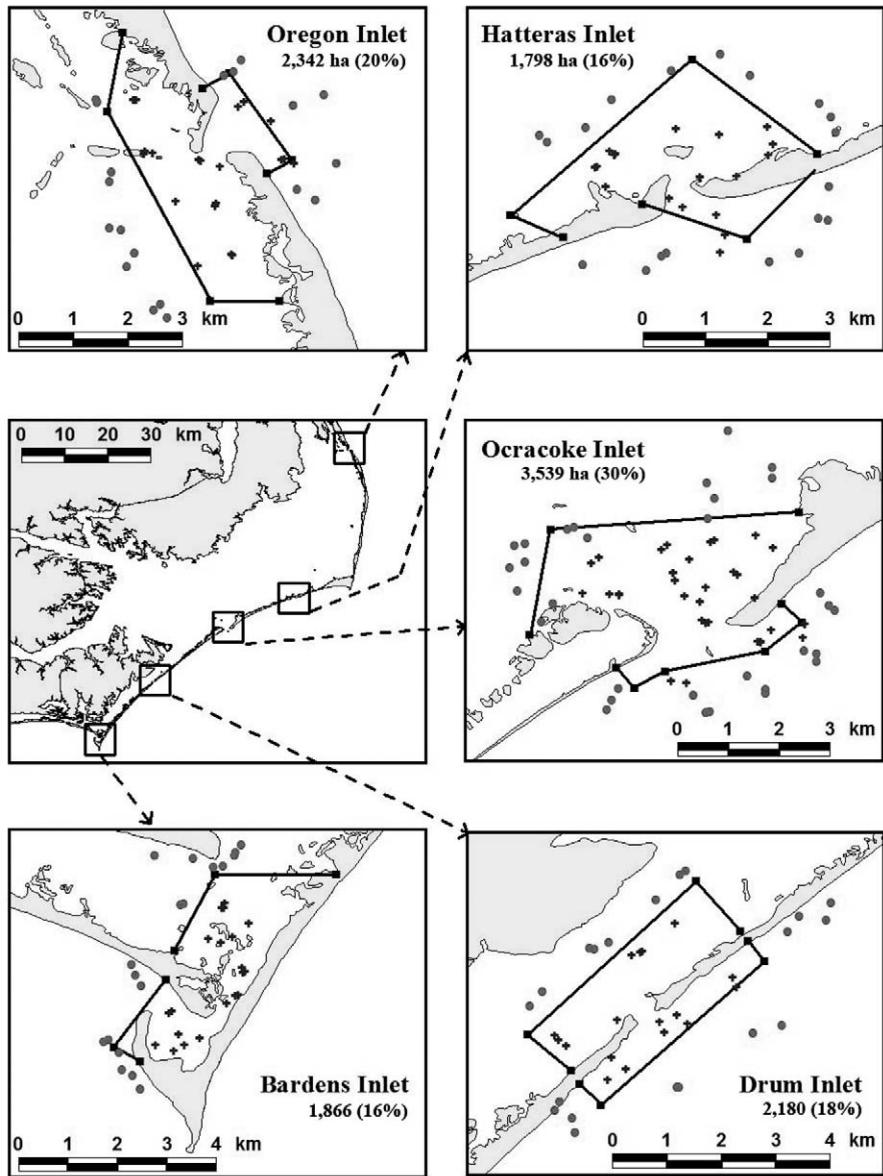 Oregon Inlet
2,342 ha (20%)
0 1 2 3 km
Hatteras Inlet
1,798 ha (16%)
0 1 2 3 km
0 10 20 30 km
Ocracoke Inlet
3,539 ha (30%)
0 1 2 3 km
Bardens Inlet
1,866 (16%)
0 1 2 3 4 km
Drum Inlet
2,180 (18%)
0 1 2 3 4 km